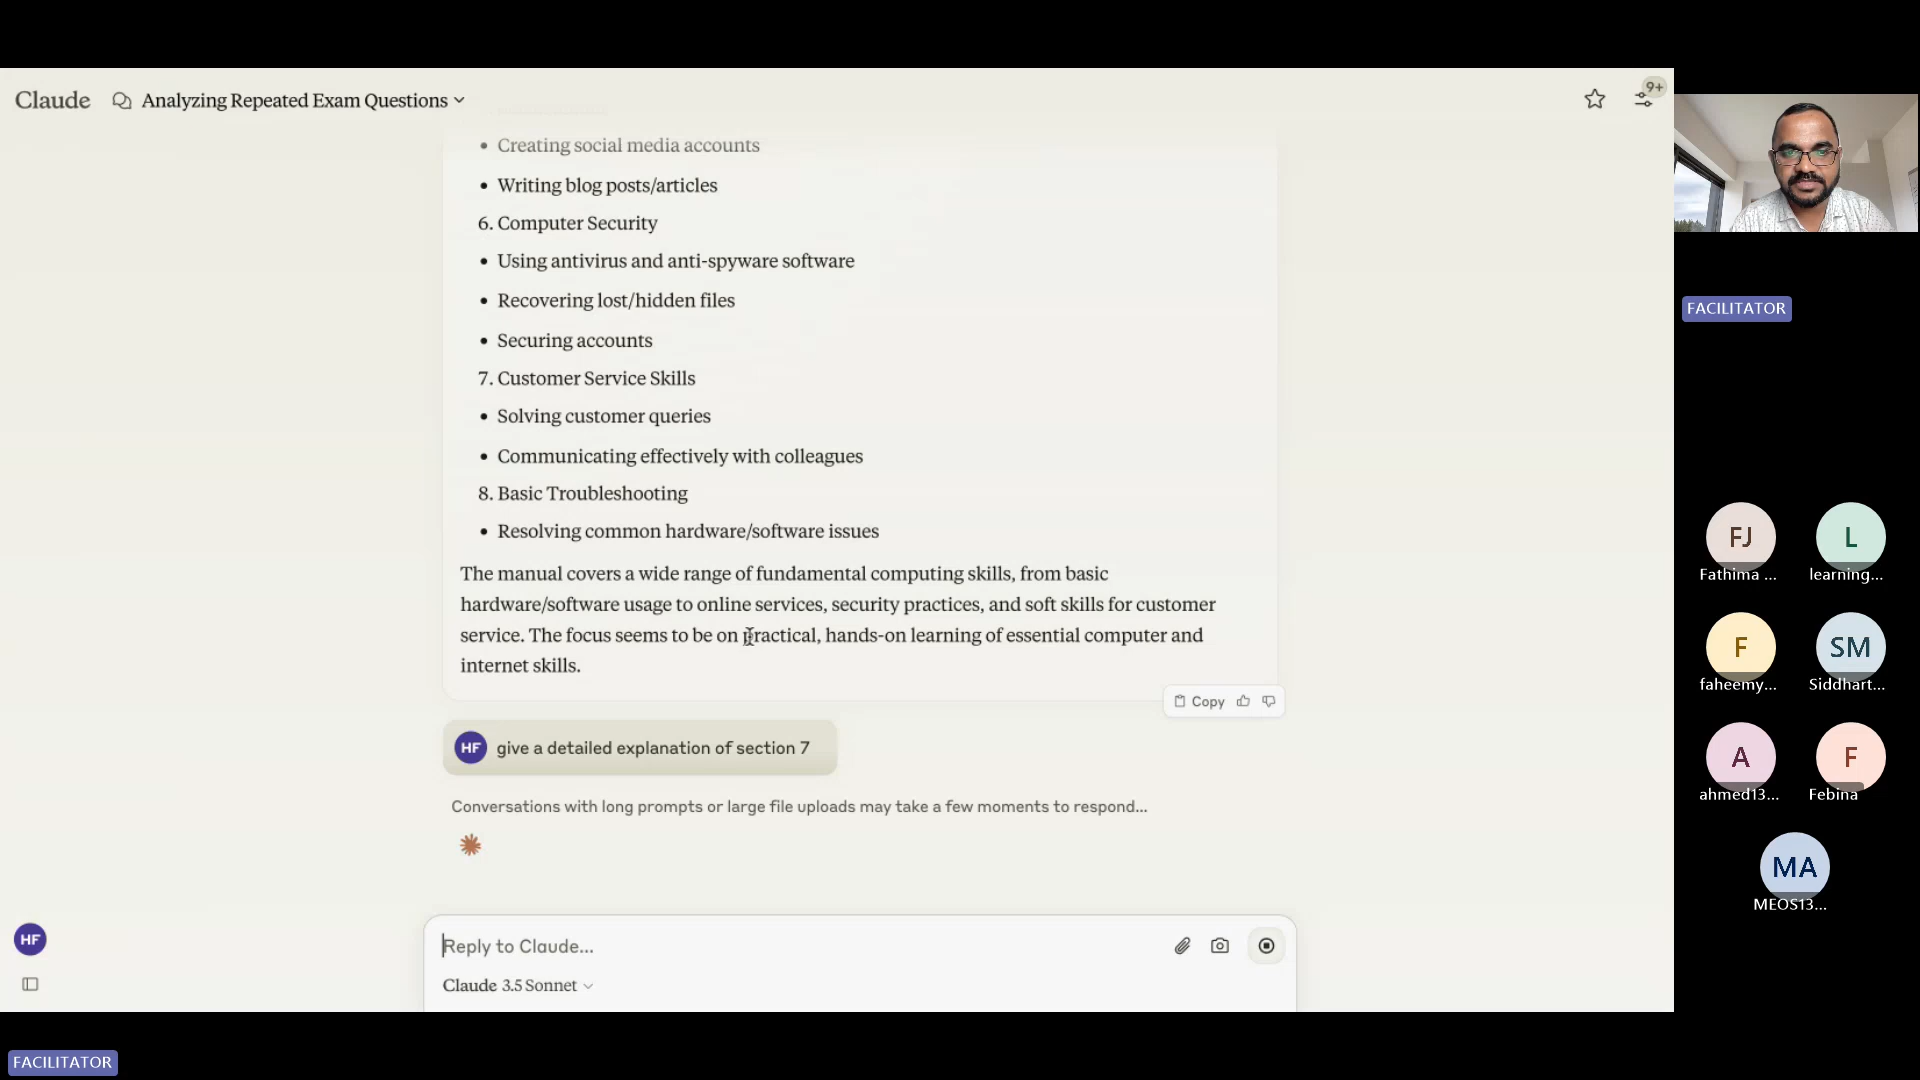 Claude
Analyzing Repeated Exam Questions
9+
• Creating social media accounts
• Writing blog posts/articles
6. Computer Security
• Using antivirus and anti-spyware software
• Recovering lost/hidden files
• Securing accounts
7. Customer Service Skills
• Solving customer queries
• Communicating effectively with colleagues
8. Basic Troubleshooting
• Resolving common hardware/software issues
The manual covers a wide range of fundamental computing skills, from basic
hardware/software usage to online services, security practices, and soft skills for customer
service. The focus seems to be on practical, hands-on learning of essential computer and
internet skills.
Copy
HF give a detailed explanation of section 7
Conversations with long prompts or large file uploads may take a few moments to respond...
Reply to Claude...
Claude 3.5 Sonnet
HF
FACILITATOR
FACILITATOR
FJ
Fathima ...
L
learning...
F
faheemy...
SM
Siddhart...
A
ahmed13...
F
Febina
MA
MEOS13...